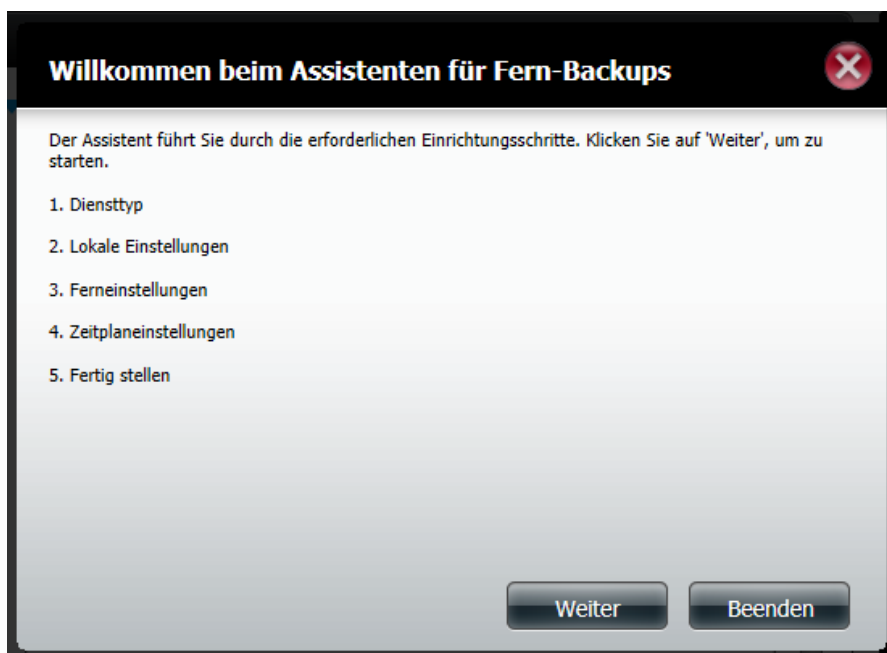 Willkommen beim Assistenten für Fern-Backups
Der Assistent führt Sie durch die erforderlichen Einrichtungsschritte. Klicken Sie auf 'Weiter', um zu
starten.
1. Diensttyp
2. Lokale Einstellungen
3. Ferneinstellungen
4. Zeitplaneinstellungen
5. Fertig stellen
Weiter
Beenden